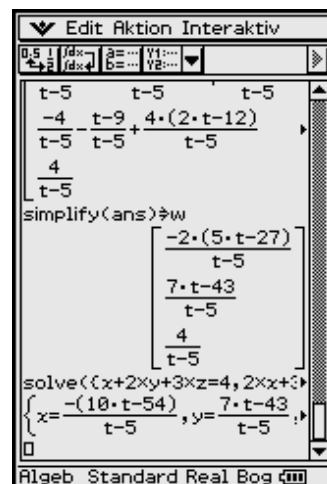 Edit Aktion Interaktiv
t-5 t-5 t-5
-4/t-5 - t-9/t-5 + 4·(2·t-12)/t-5
4/t-5
simplify(ans)⇒w
[-2·(5·t-27)/t-5
7·t-43/t-5
4/t-5]
solve({x+2×y+3×z=4,2×x+3
{x=-(10·t-54)/t-5,y=7·t-43/t-5,
Algeb Standard Real Bog